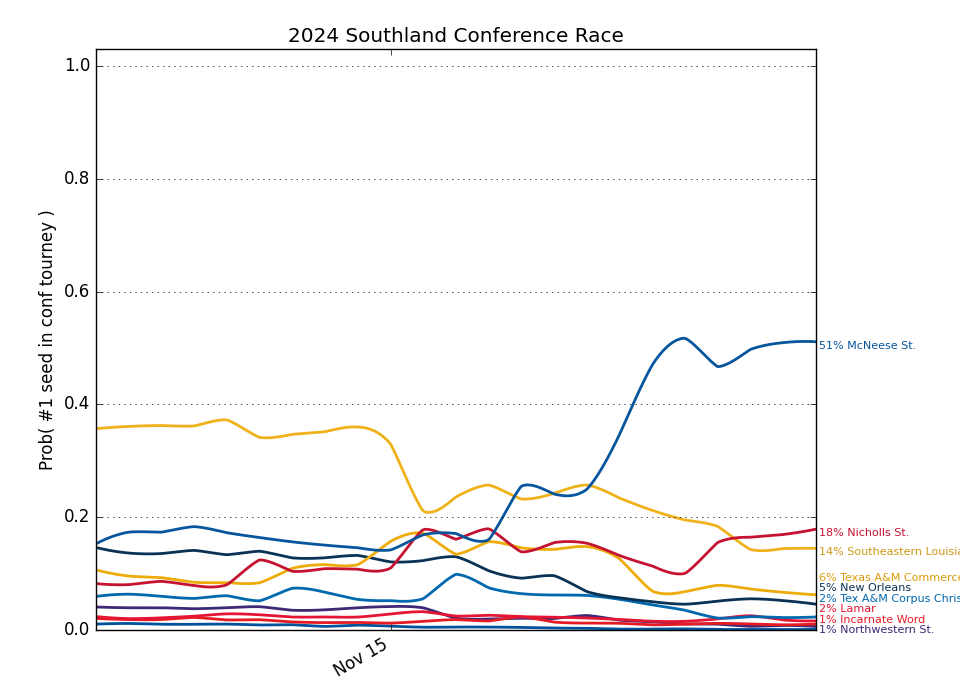 2024 Southland Conference Race
Prob( #1 seed in conf tourney )
1.0
0.8
0.6
0.4
0.2
0.0
Nov 15
51% McNeese St.
18% Nicholls St.
14% Southeastern Louisia
6% Texas A&M Commerce
5% New Orleans
2% Tex A&M Corpus Chris
2% Lamar
1% Incarnate Word
1% Northwestern St.